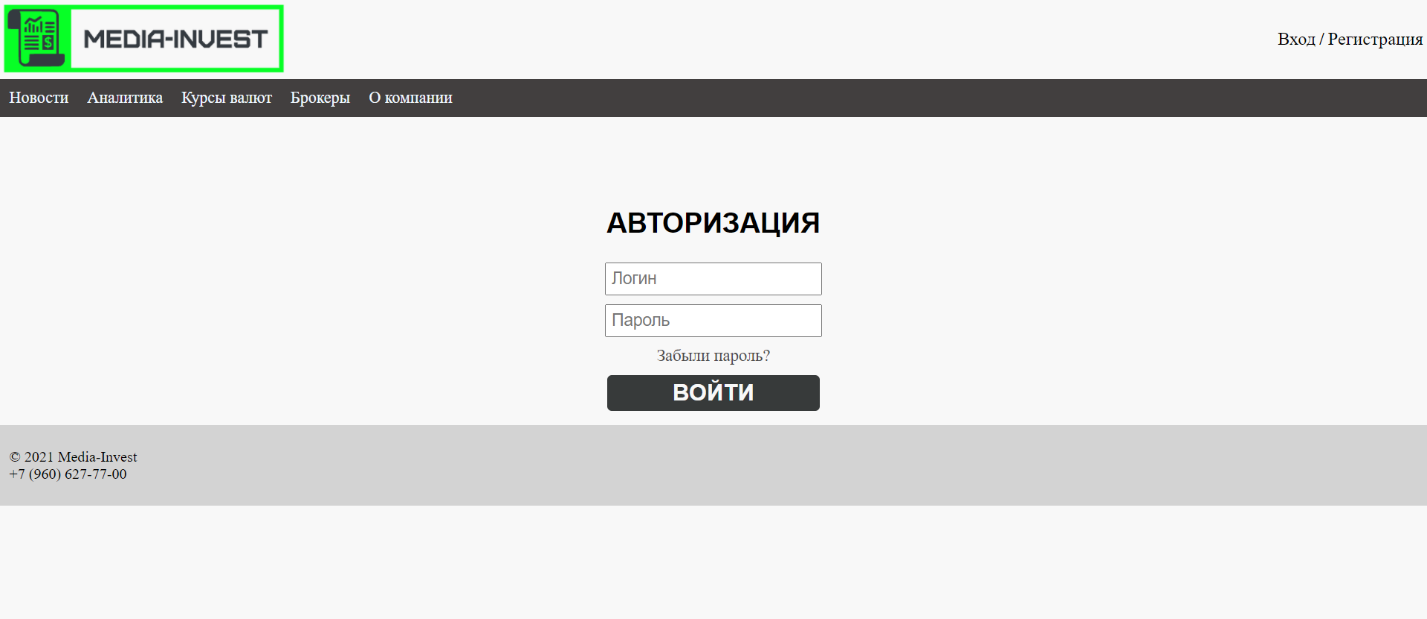 MEDIA-INVEST
Вход / Регистрация
Новости Аналитика Курсы валют Брокеры О компании
АВТОРИЗАЦИЯ
Логин
Пароль
Забыли пароль?
ВОЙТИ
© 2021 Media-Invest
+7 (960) 627-77-00